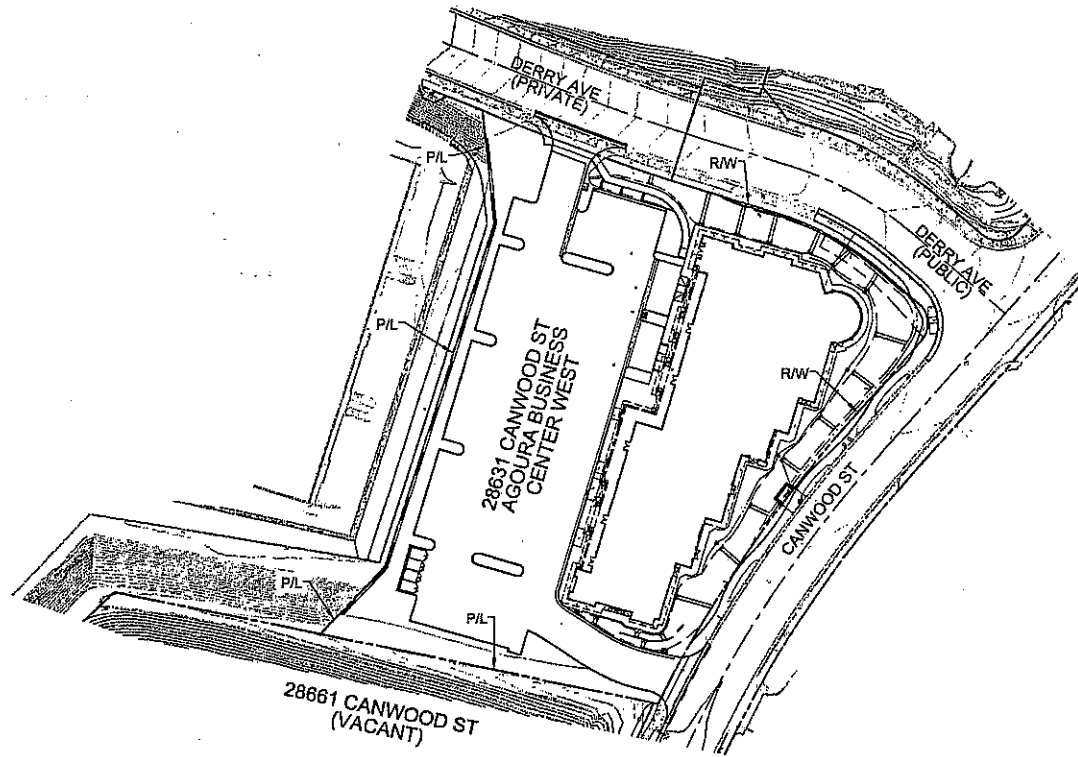 DERRY AVE
(PRIVATE)
P/L
R/W
DERRY AVE
(PUBLIC)
P/L
28631 CANWOOD ST
AGOURA BUSINESS
CENTER WEST
R/W
CANWOOD ST
P/L
P/L
28661 CANWOOD ST
(VACANT)